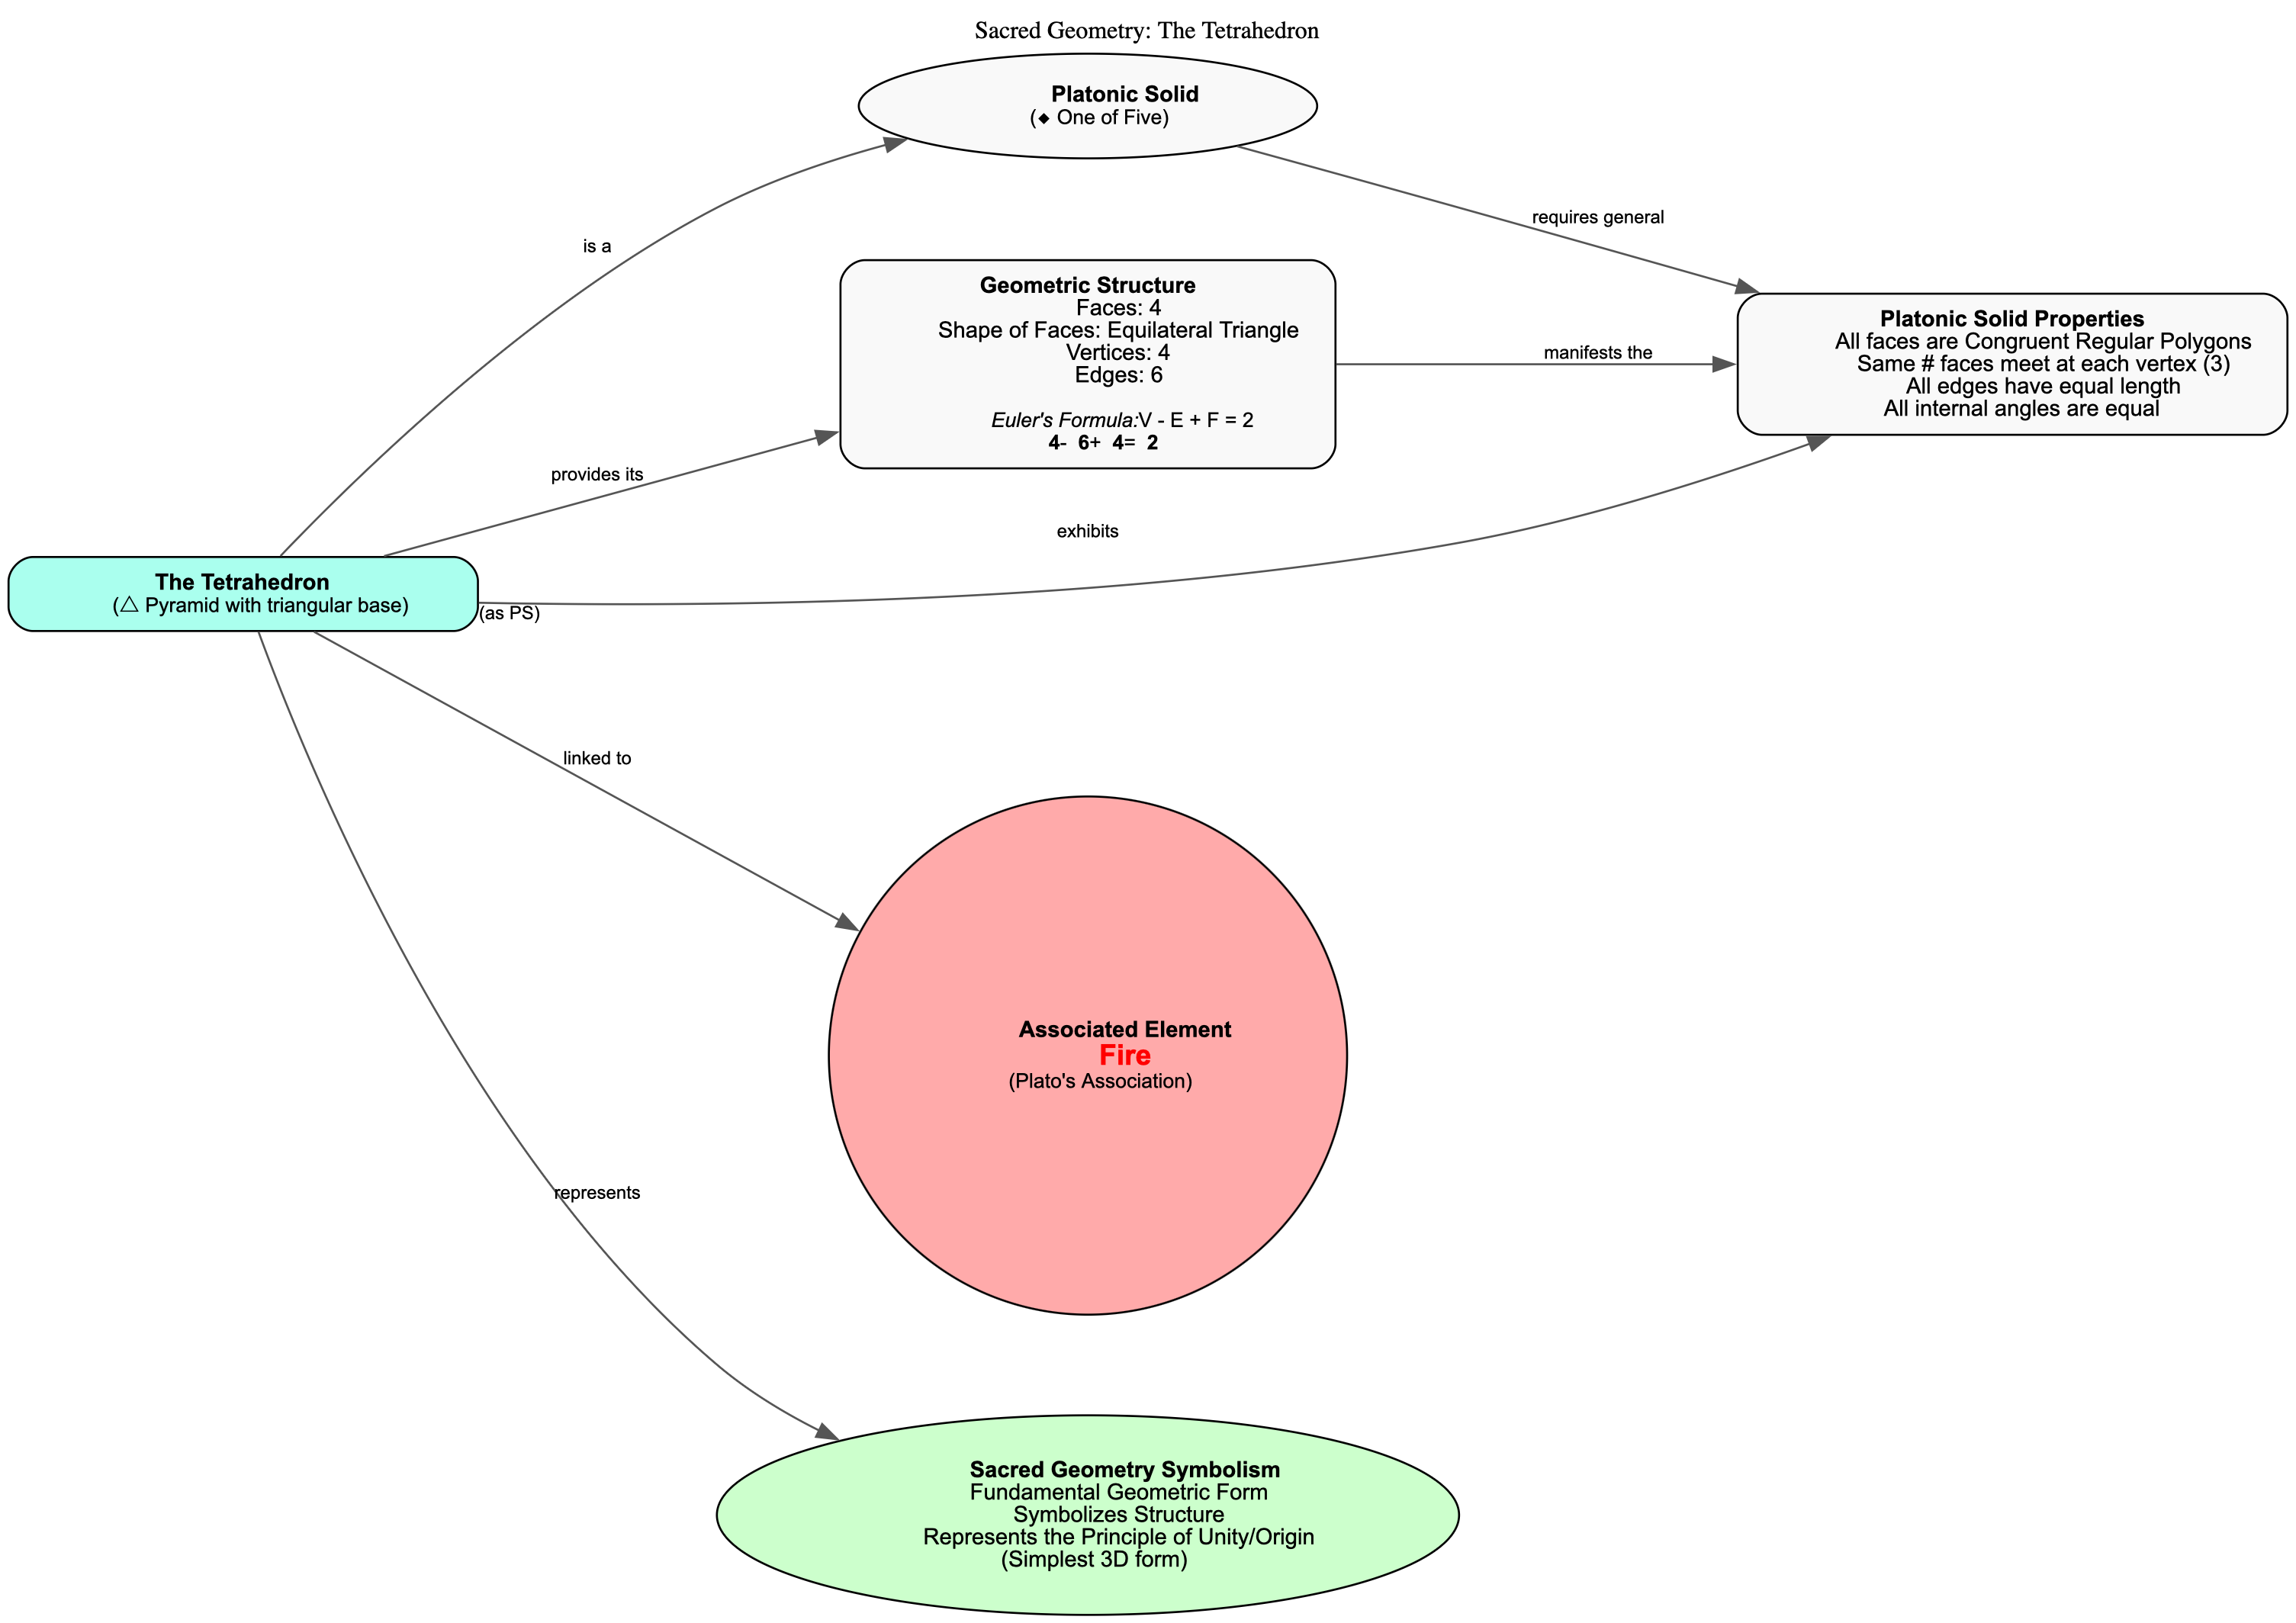 Sacred Geometry: The Tetrahedron
Platonic Solid
(◆ One of Five)
requires general
is a
Geometric Structure
Faces: 4
Shape of Faces: Equilateral Triangle
Vertices: 4
Edges: 6
Euler's Formula:V - E + F = 2
4- 6+ 4= 2
manifests the
Platonic Solid Properties
All faces are Congruent Regular Polygons
Same # faces meet at each vertex (3)
All edges have equal length
All internal angles are equal
provides its
exhibits
The Tetrahedron
(△ Pyramid with triangular base)
(as PS)
linked to
Associated Element
Fire
(Plato's Association)
represents
Sacred Geometry Symbolism
Fundamental Geometric Form
Symbolizes Structure
Represents the Principle of Unity/Origin
(Simplest 3D form)